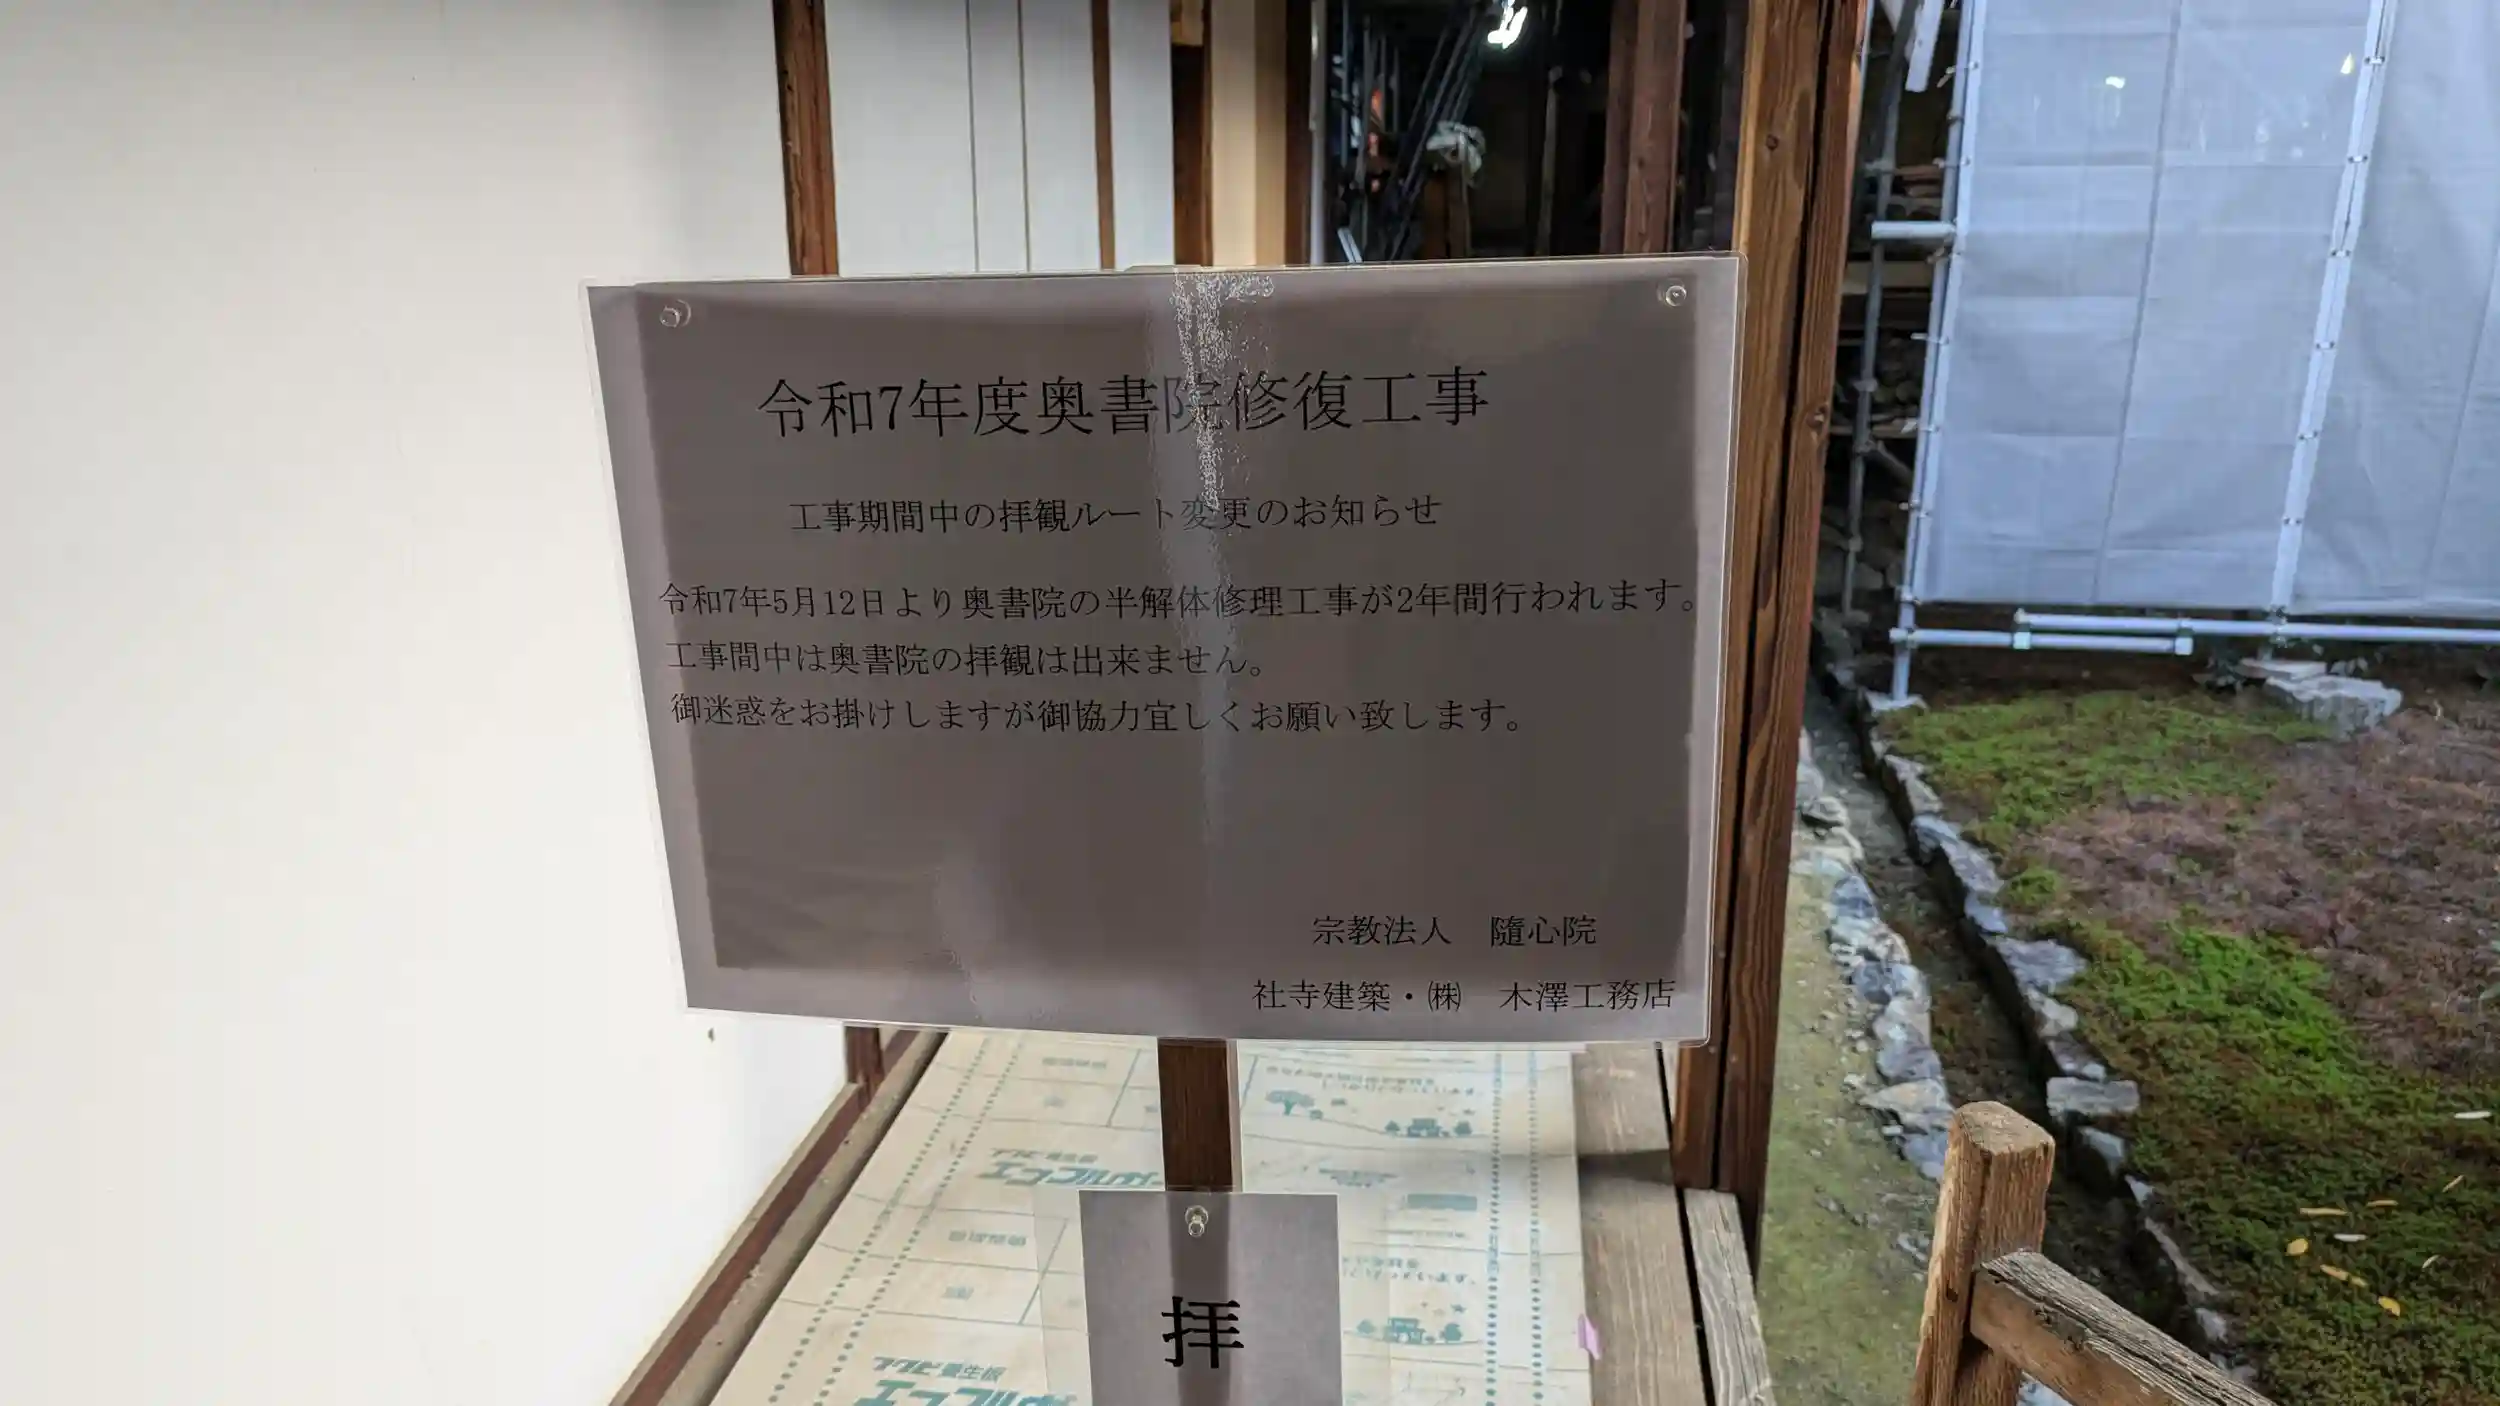 令和7年度奥書院修復工事
工事期間中の拝観ルート変更のお知らせ
令和7年5月12日より奥書院の半解体修理工事が2年間行われます。
工事間中は奥書院の拝観は出来ません。
御迷惑をお掛けしますが御協力宜しくお願い致します。
宗教法人　隨心院
社寺建築・㈱　木澤工務店
拝